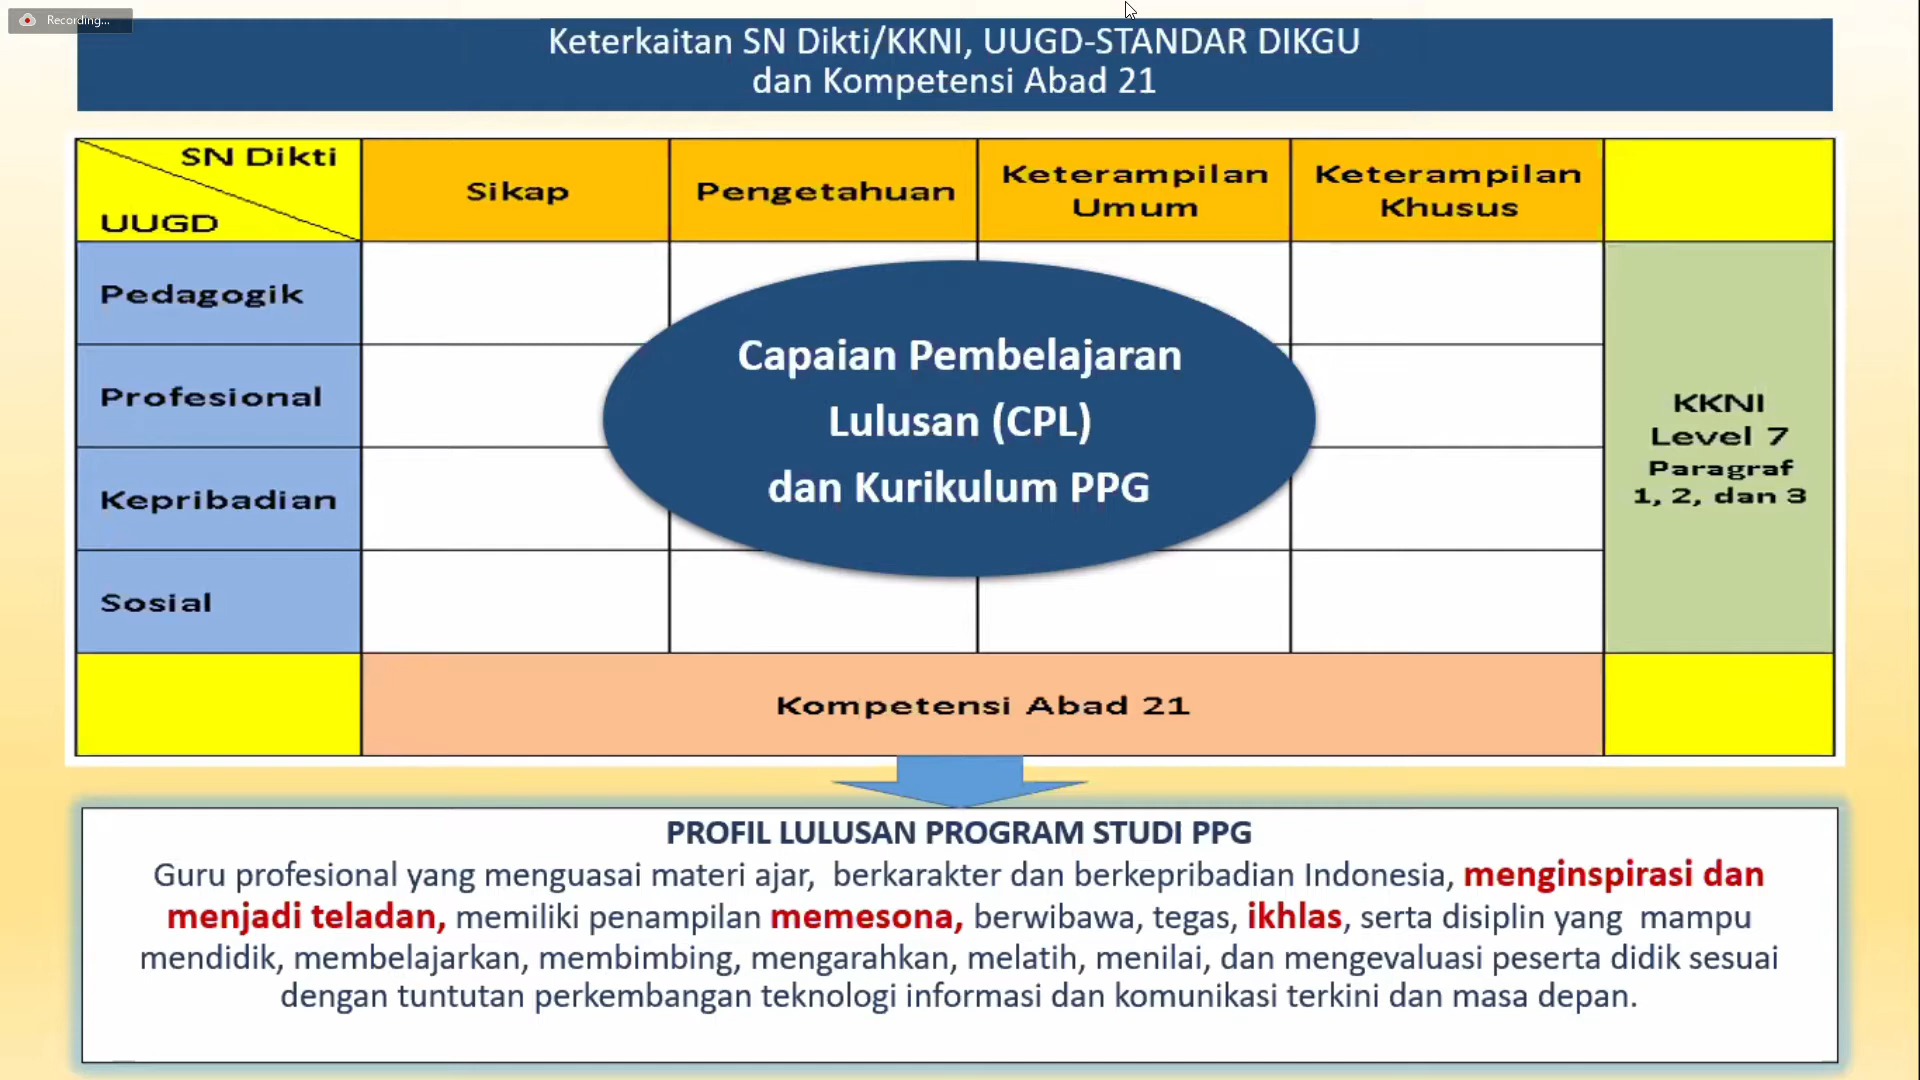 Recording...
Keterkaitan SN Dikti/KKNI, UUGD-STANDAR DIKGU
dan Kompetensi Abad 21
SN Dikti
UUGD
Sikap
Pengetahuan
Keterampilan
Umum
Keterampilan
Khusus
Pedagogik
Profesional
Kepribadian
Sosial
Capaian Pembelajaran
Lulusan (CPL)
dan Kurikulum PPG
KKNI
Level 7
Paragraf
1, 2, dan 3
Kompetensi Abad 21
PROFIL LULUSAN PROGRAM STUDI PPG
Guru profesional yang menguasai materi ajar, berkarakter dan berkepribadian Indonesia, menginspirasi dan
menjadi teladan, memiliki penampilan memesona, berwibawa, tegas, ikhlas, serta disiplin yang mampu
mendidik, membelajarkan, membimbing, mengarahkan, melatih, menilai, dan mengevaluasi peserta didik sesuai
dengan tuntutan perkembangan teknologi informasi dan komunikasi terkini dan masa depan.